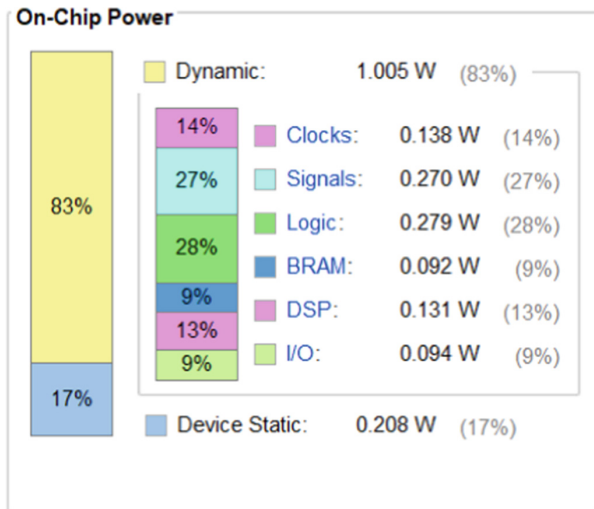 On-Chip Power
Dynamic: 1.005 W (83%)
14% Clocks: 0.138 W (14%)
27% Signals: 0.270 W (27%)
83%
28% Logic: 0.279 W (28%)
9% BRAM: 0.092 W (9%)
13% DSP: 0.131 W (13%)
9% I/O: 0.094 W (9%)
17%
Device Static: 0.208 W (17%)